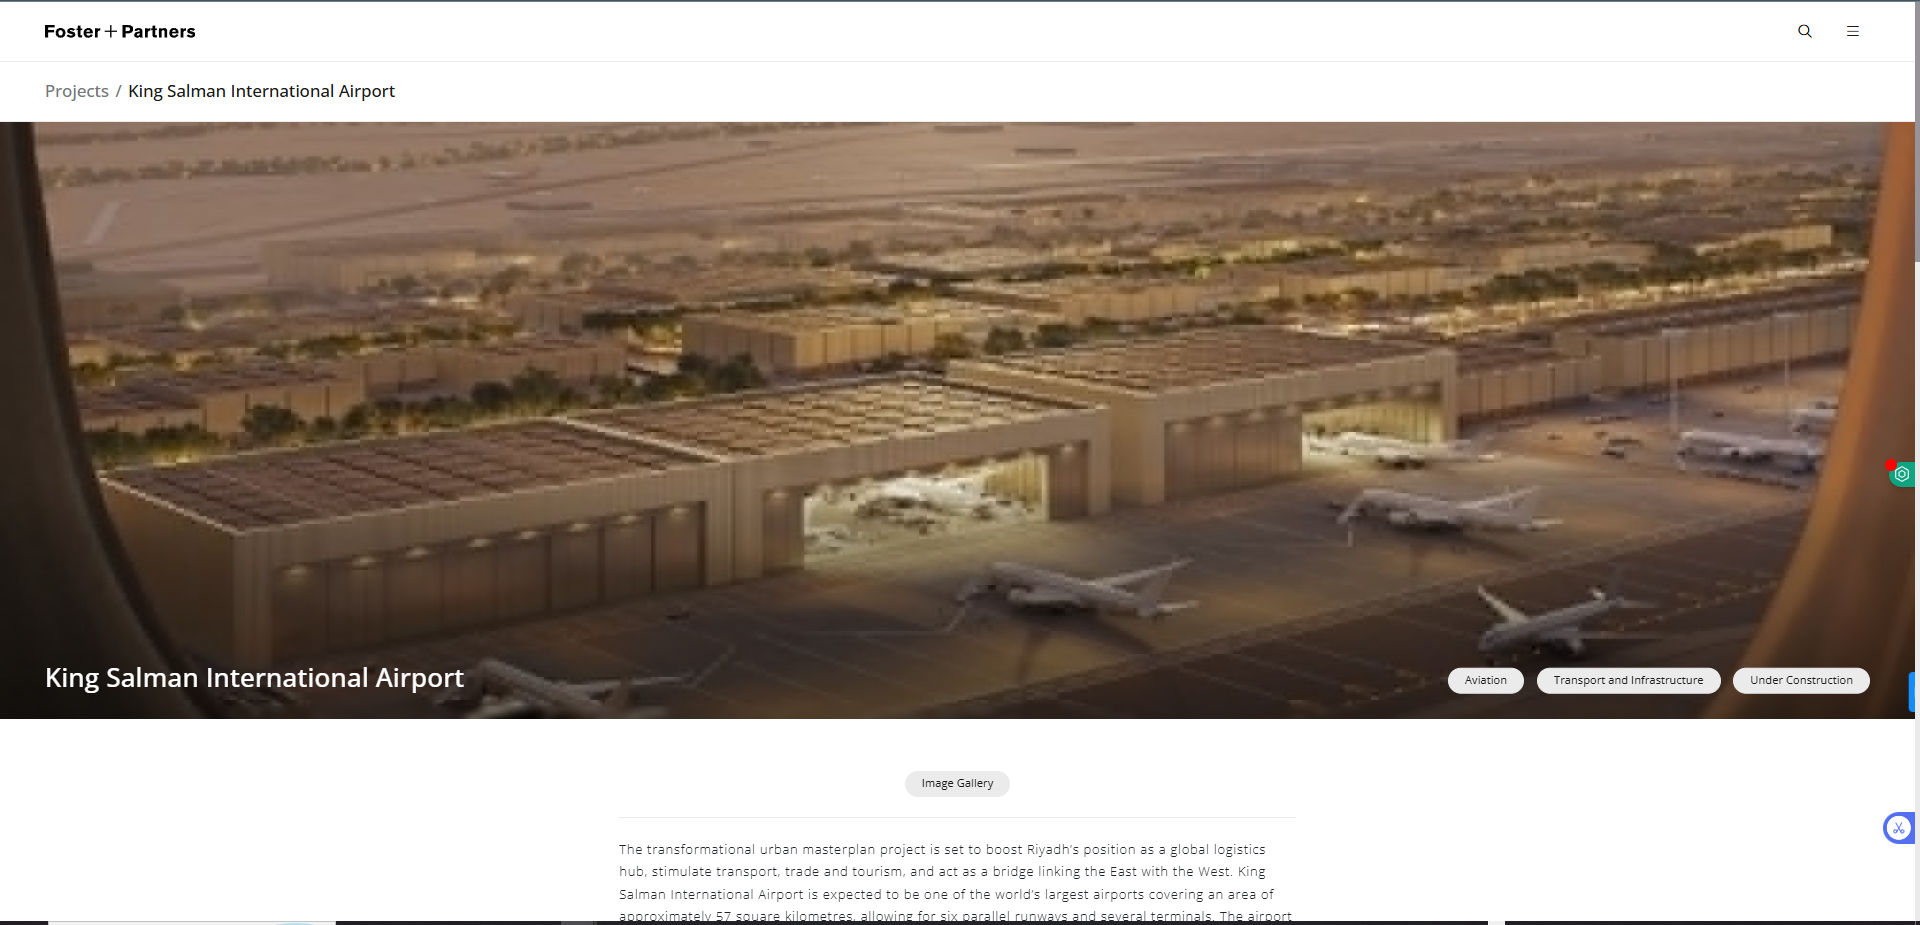 Foster + Partners
Projects / King Salman International Airport
King Salman International Airport
Aviation
Transport and Infrastructure
Under Construction
Image Gallery
The transformational urban masterplan project is set to boost Riyadh’s position as a global logistics
hub, stimulate transport, trade and tourism, and act as a bridge linking the East with the West. King
Salman International Airport is expected to be one of the world’s largest airports covering an area of
approximately 57 square kilometres, allowing for six parallel runways and several terminals. The airport